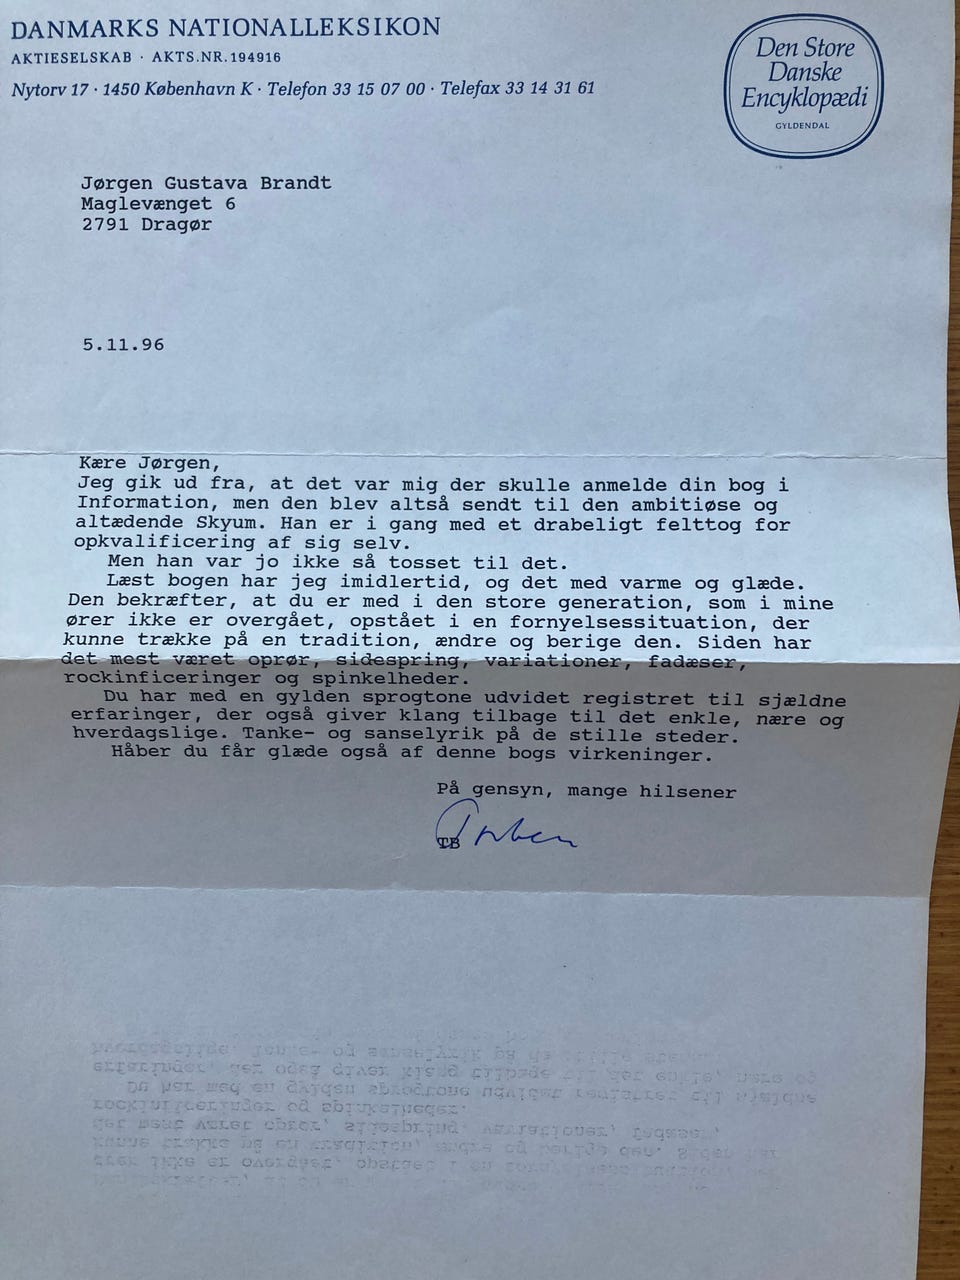 DANMARKS NATIONALLEKSIKON
AKTIESELSKAB · AKTS.NR.194916
Nytorv 17 · 1450 København K · Telefon 33 15 07 00 · Telefax 33 14 31 61
Den Store
Danske
Encyklopædi
GYLDENDAL
Jørgen Gustava Brandt
Maglevænget 6
2791 Dragør
5.11.96
Kære Jørgen,
Jeg gik ud fra, at det var mig der skulle anmelde din bog i
Information, men den blev altså sendt til den ambitiøse og
altædende Skyum. Han er i gang med et drabeligt felttog for
opkvalificering af sig selv.
Men han var jo ikke så tosset til det.
Læst bogen har jeg imidlertid, og det med varme og glæde.
Den bekræfter, at du er med i den store generation, som i mine
ører ikke er overgået, opstået i en fornyelsessituation, der
kunne trække på en tradition, ændre og berige den. Siden har
det mest været oprør, sidespring, variationer, fadæser,
rockinficeringer og spinkelheder.
Du har med en gylden sprogtone udvidet registret til sjældne
erfaringer, der også giver klang tilbage til det enkle, nære og
hverdagslige. Tanke- og sanselyrik på de stille steder.
Håber du får glæde også af denne bogs virkeninger.
På gensyn, mange hilsener
Torben
TB